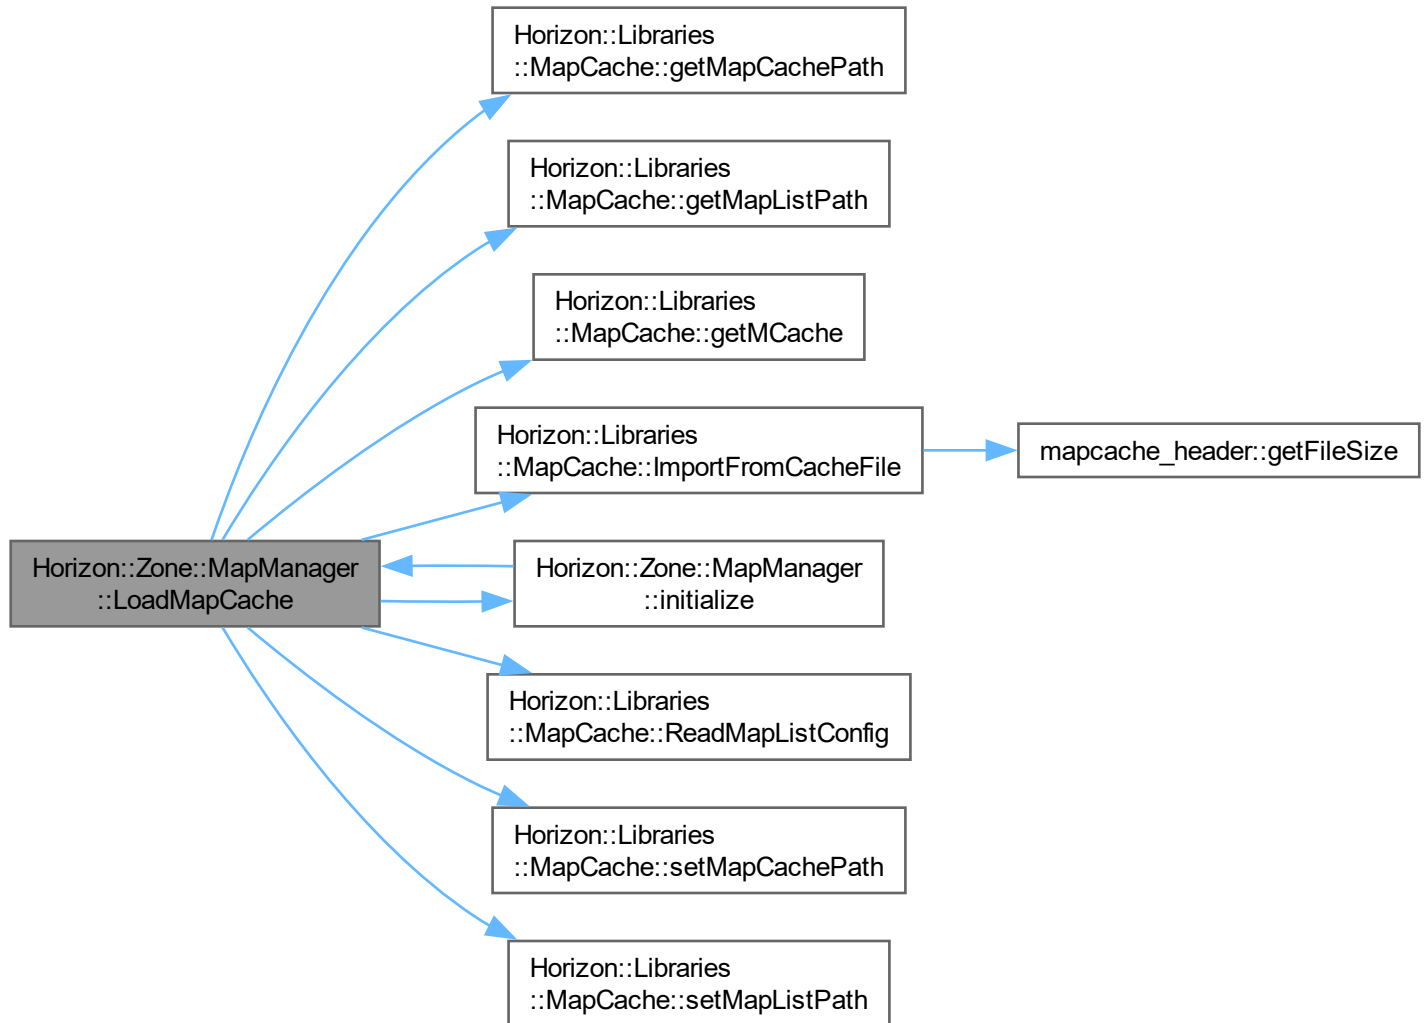 Horizon::Libraries
::MapCache::getMapCachePath
Horizon::Libraries
::MapCache::getMapListPath
Horizon::Libraries
::MapCache::getMCache
Horizon::Libraries
::MapCache::ImportFromCacheFile
mapcache_header::getFileSize
Horizon::Zone::MapManager
::LoadMapCache
Horizon::Zone::MapManager
::initialize
Horizon::Libraries
::MapCache::ReadMapListConfig
Horizon::Libraries
::MapCache::setMapCachePath
Horizon::Libraries
::MapCache::setMapListPath